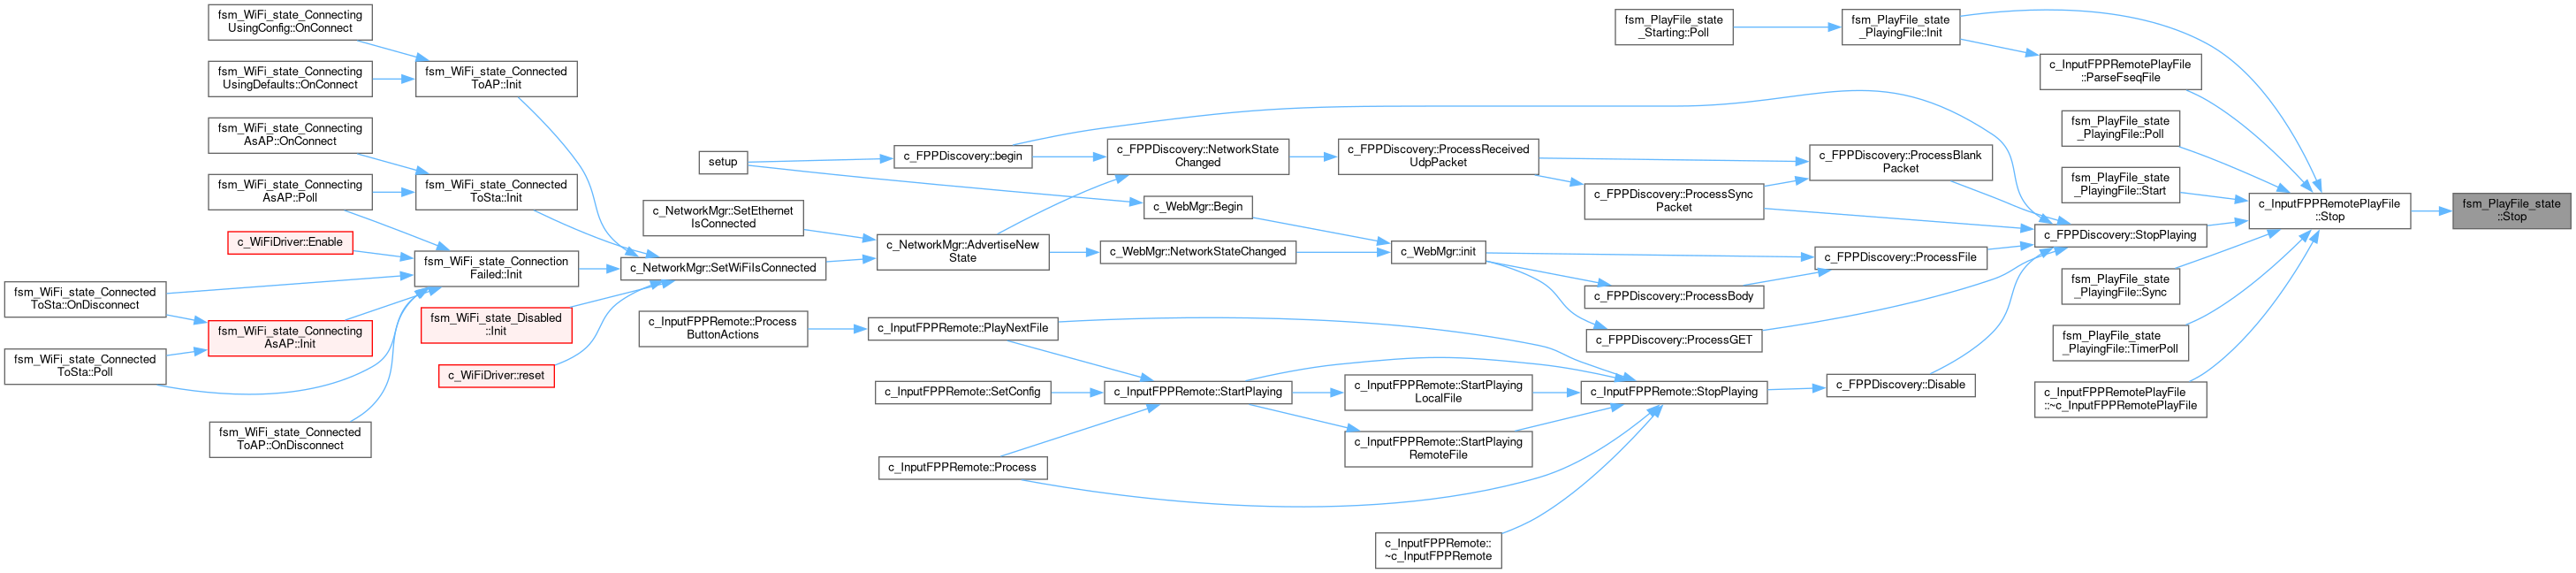 fsm_WiFi_state_Connecting
UsingConfig::OnConnect
fsm_WiFi_state_Connecting
UsingDefaults::OnConnect
fsm_WiFi_state_Connecting
AsAP::OnConnect
fsm_WiFi_state_Connecting
AsAP::Poll
c_WiFiDriver::Enable
fsm_WiFi_state_Connected
ToSta::OnDisconnect
fsm_WiFi_state_Connecting
AsAP::Init
fsm_WiFi_state_Connected
ToSta::Poll
fsm_WiFi_state_Connected
ToAP::OnDisconnect
fsm_WiFi_state_Connected
ToAP::Init
fsm_WiFi_state_Connected
ToSta::Init
fsm_WiFi_state_Connection
Failed::Init
fsm_WiFi_state_Disabled
::Init
c_WiFiDriver::reset
setup
c_NetworkMgr::SetEthernet
IsConnected
c_NetworkMgr::SetWiFiIsConnected
c_InputFPPRemote::Process
ButtonActions
fsm_PlayFile_state
_Starting::Poll
c_FPPDiscovery::begin
c_NetworkMgr::AdvertiseNew
State
c_InputFPPRemote::PlayNextFile
c_InputFPPRemote::SetConfig
c_InputFPPRemote::Process
c_FPPDiscovery::NetworkState
Changed
c_WebMgr::Begin
c_WebMgr::NetworkStateChanged
c_InputFPPRemote::StartPlaying
c_FPPDiscovery::ProcessReceived
UdpPacket
c_WebMgr::init
c_InputFPPRemote::StartPlaying
LocalFile
c_InputFPPRemote::StartPlaying
RemoteFile
c_InputFPPRemote::
~c_InputFPPRemote
c_FPPDiscovery::ProcessSync
Packet
c_FPPDiscovery::ProcessBody
c_FPPDiscovery::ProcessGET
c_InputFPPRemote::StopPlaying
fsm_PlayFile_state
_PlayingFile::Init
c_FPPDiscovery::ProcessBlank
Packet
c_FPPDiscovery::ProcessFile
c_FPPDiscovery::Disable
c_InputFPPRemotePlayFile
::ParseFseqFile
fsm_PlayFile_state
_PlayingFile::Poll
fsm_PlayFile_state
_PlayingFile::Start
c_FPPDiscovery::StopPlaying
fsm_PlayFile_state
_PlayingFile::Sync
fsm_PlayFile_state
_PlayingFile::TimerPoll
c_InputFPPRemotePlayFile
::~c_InputFPPRemotePlayFile
c_InputFPPRemotePlayFile
::Stop
fsm_PlayFile_state
::Stop